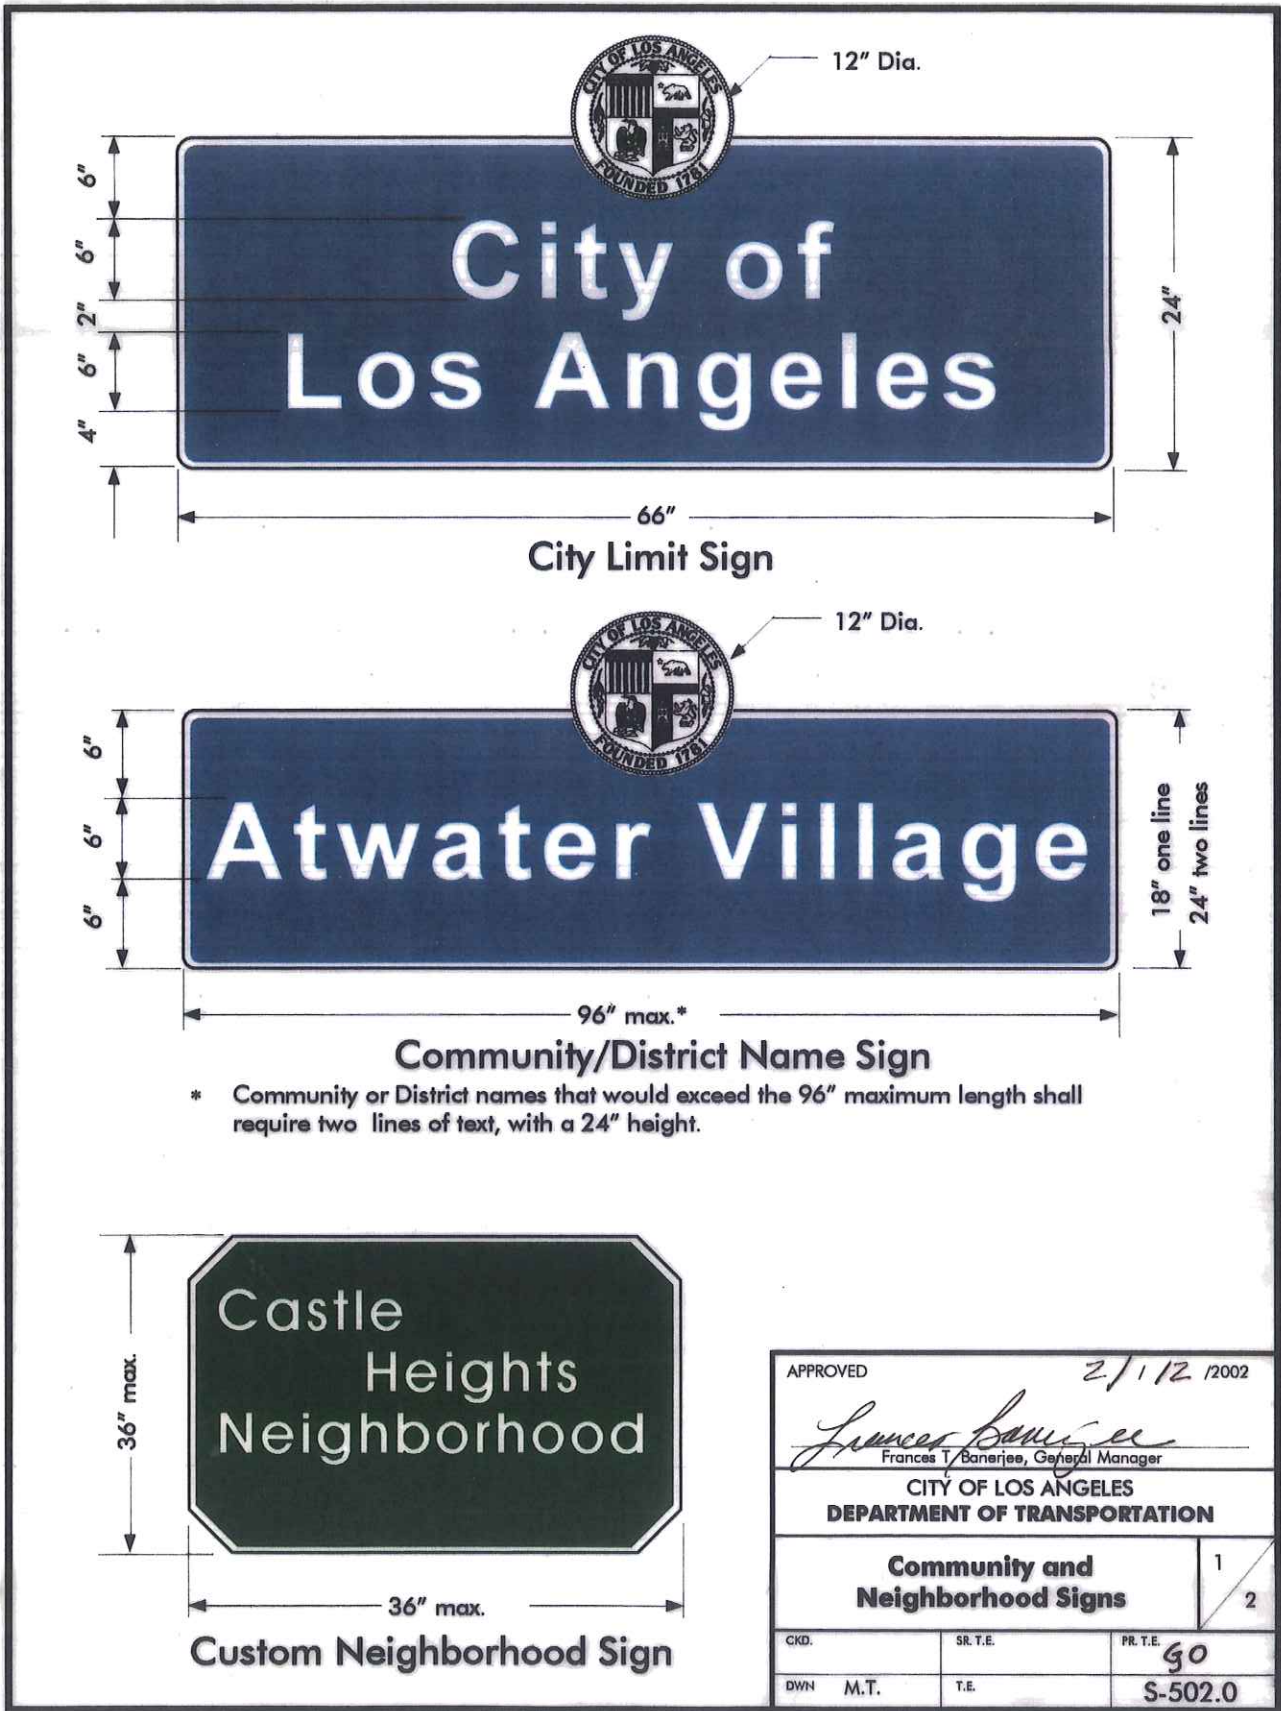 CITY OF LOS ANGELES
FOUNDED 1781
12" Dia.
6"
6"
2"
6"
4"
City of
Los Angeles
24"
66"
City Limit Sign
CITY OF LOS ANGELES
FOUNDED 1781
12" Dia.
6"
6"
6"
Atwater Village
18" one line
24" two lines
96" max.*
Community/District Name Sign
* Community or District names that would exceed the 96" maximum length shall
require two lines of text, with a 24" height.
36" max.
Castle
Heights
Neighborhood
36" max.
Custom Neighborhood Sign
APPROVED 2/12/2002
Frances T. Banerjee, General Manager
CITY OF LOS ANGELES
DEPARTMENT OF TRANSPORTATION
Community and
Neighborhood Signs
1/2
CKD. SR. T.E. PR. T.E. GO
DWN M.T. T.E. S-502.0